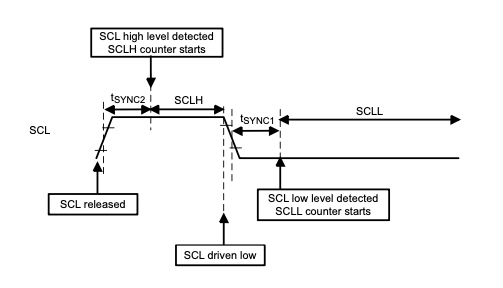 SCL high level detected
SCLH counter starts
tSYNC2
SCLH
SCLL
tSYNC1
SCL
SCL released
SCL low level detected
SCLL counter starts
SCL driven low